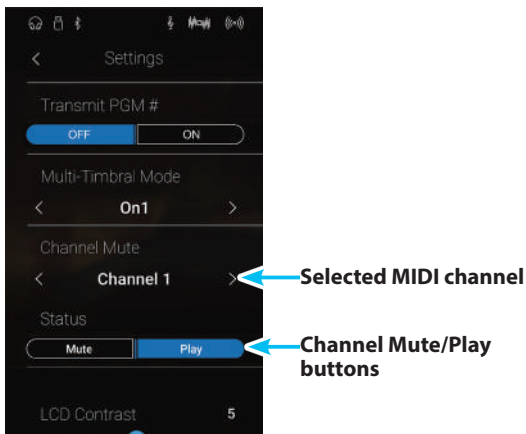 Settings
Transmit PGM #
OFF ON
Multi-Timbral Mode
On1
Channel Mute
Channel 1
Selected MIDI channel
Status
Mute Play
Channel Mute/Play
buttons
LCD Contrast 5